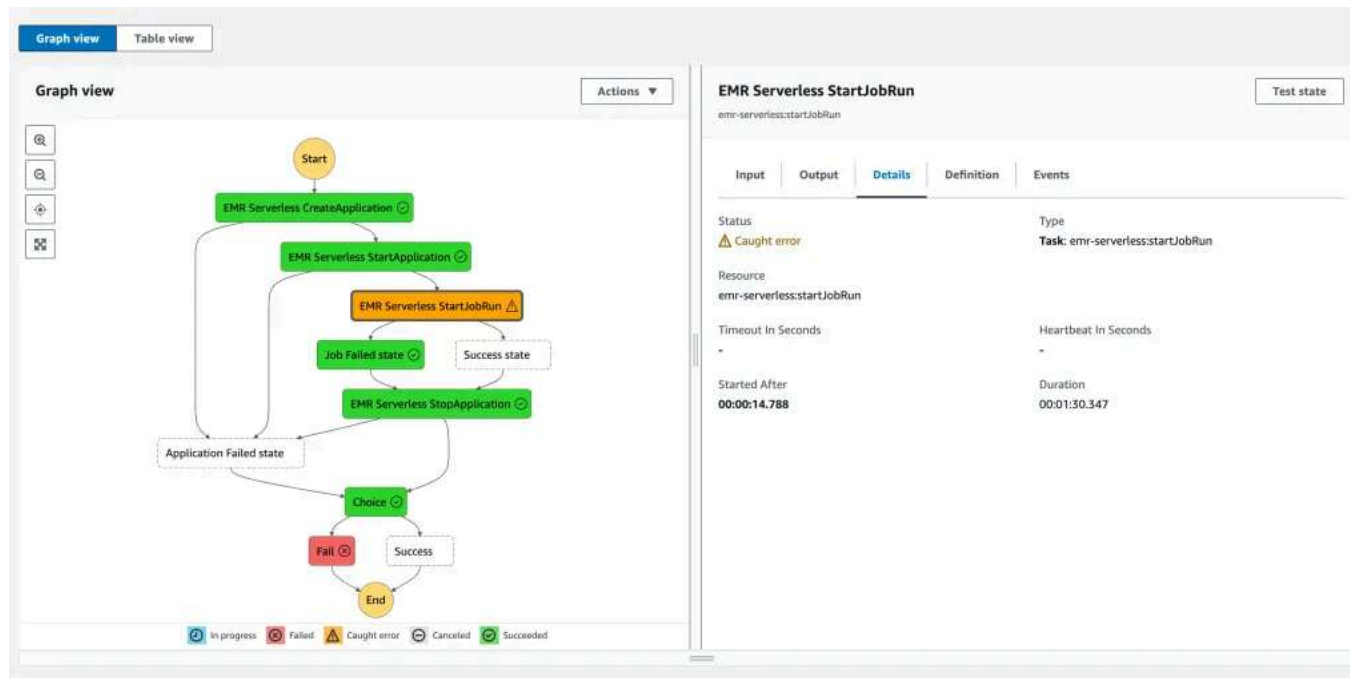 Graph view Table view
Graph view
Actions
Start
EMR Serverless CreateApplication
EMR Serverless StartApplication
EMR Serverless StartJobRun
Job Failed state
Success state
EMR Serverless StopApplication
Application Failed state
Choice
Fail
Success
End
In progress Failed Caught error Canceled Succeeded
EMR Serverless StartJobRun
Test state
emr-serverless:startJobRun
Input Output Details Definition Events
Status
Caught error
Type
Task: emr-serverless:startJobRun
Resource
emr-serverless:startJobRun
Timeout In Seconds
-
Heartbeat In Seconds
-
Started After
00:00:14.788
Duration
00:01:30.347